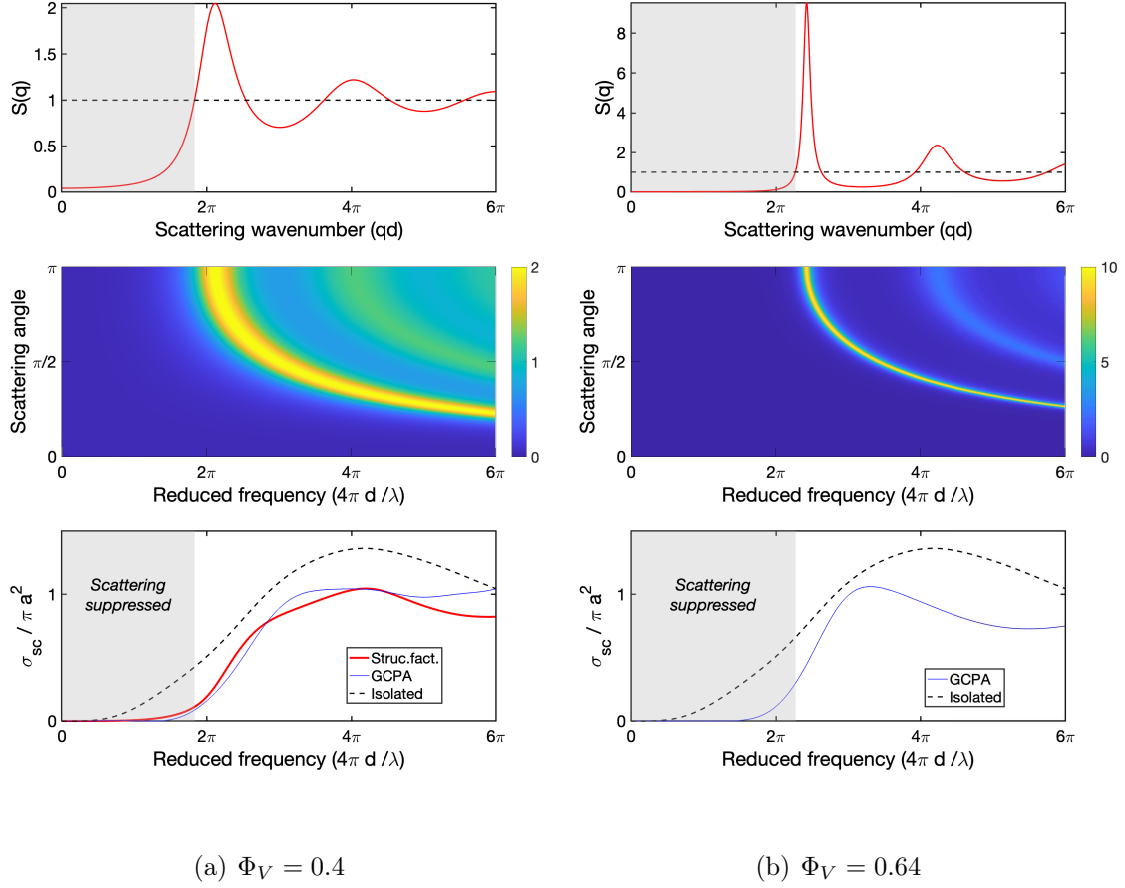 2
1.5
1
0.5
0
S(q)
0
2π
4π
6π
Scattering wavenumber (qd)
8
6
4
2
0
S(q)
0
2π
4π
6π
Scattering wavenumber (qd)
π
π/2
0
Scattering angle
0
2π
4π
6π
Reduced frequency (4π d /λ)
2
1
0
π
π/2
0
Scattering angle
0
2π
4π
6π
Reduced frequency (4π d /λ)
10
5
0
1
0
σsc / π a²
Scattering
suppressed
Struc.fact.
GCPA
Isolated
0
2π
4π
6π
Reduced frequency (4π d /λ)
1
0
σsc / π a²
Scattering
suppressed
GCPA
Isolated
0
2π
4π
6π
Reduced frequency (4π d /λ)
(a) ΦV = 0.4
(b) ΦV = 0.64